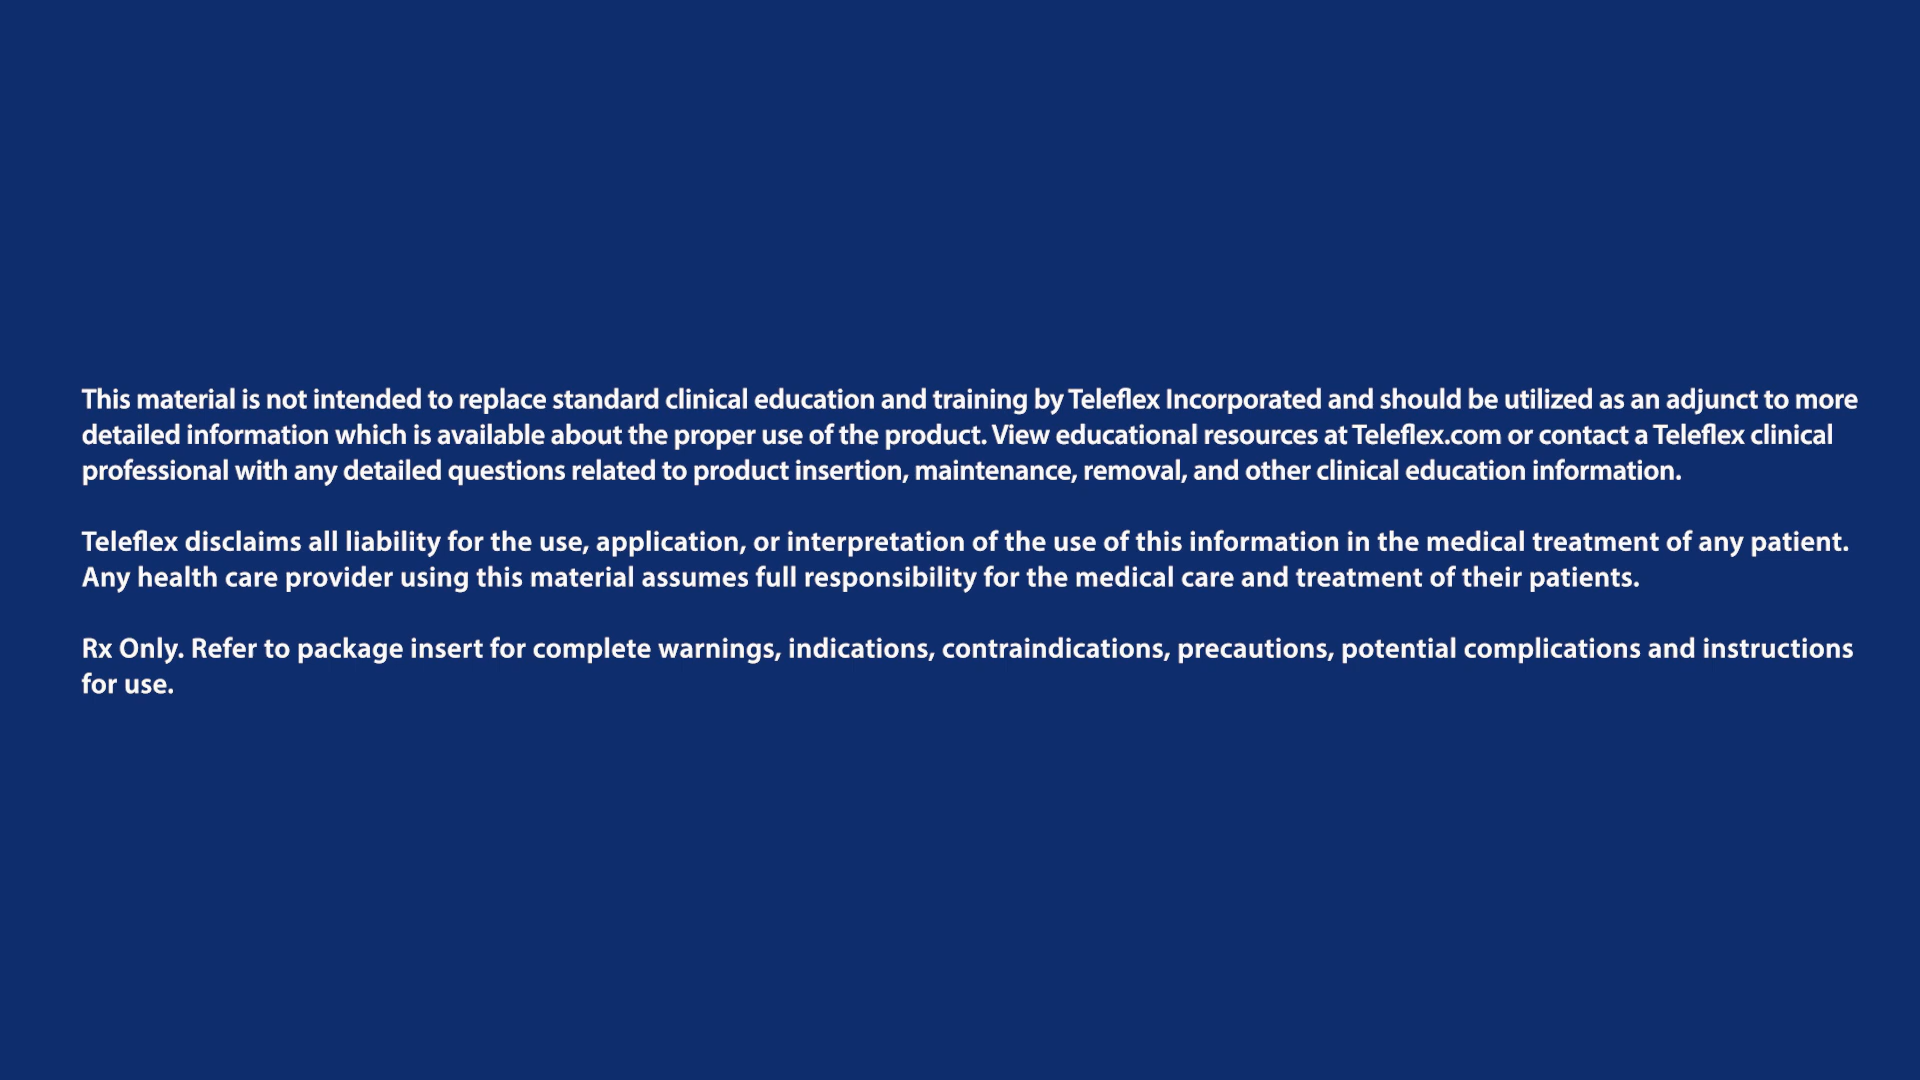 This material is not intended to replace standard clinical education and training by Teleflex Incorporated and should be utilized as an adjunct to more
detailed information which is available about the proper use of the product. View educational resources at Teleflex.com or contact a Teleflex clinical
professional with any detailed questions related to product insertion, maintenance, removal, and other clinical education information.
Teleflex disclaims all liability for the use, application, or interpretation of the use of this information in the medical treatment of any patient.
Any health care provider using this material assumes full responsibility for the medical care and treatment of their patients.
Rx Only. Refer to package insert for complete warnings, indications, contraindications, precautions, potential complications and instructions
for use.